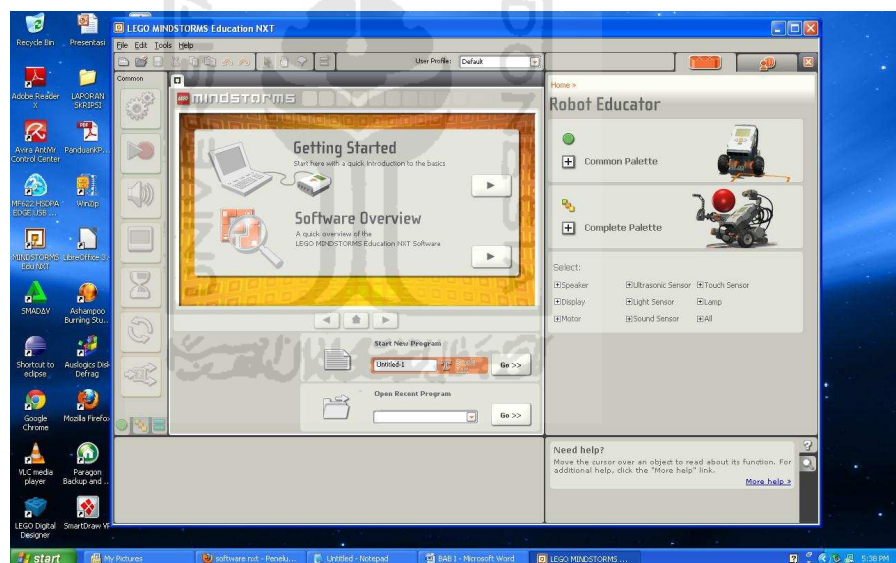 LEGO MINDSTORMS Education NXT
File Edit Tools Help
User Profile: Default
Recycle Bin
Presentasi
Adobe Reader X
LAPORAN SKRIPSI
Avira AntiVir Control Center
PanduankP...
MF622 HSDPA EDGE USB ...
WinZip
MINDSTORMS Edu NXT
LibreOffice 3.
SMADAV
Ashampoo Burning Stu...
Shortcut to eclipse
Auslogics Disk Defrag
Google Chrome
Mozilla Firefox
VLC media player
Paragon Backup and ...
LEGO Digital Designer
SmartDraw VP
Common
mindstorms
Getting Started
Start here with a quick introduction to the basics
Software Overview
A quick overview of the
LEGO MINDSTORMS Education NXT Software
Start New Program
Untitled-1
Go >>
Open Recent Program
Go >>
Home >
Robot Educator
Common Palette
Complete Palette
Select:
Speaker Ultrasonic Sensor Touch Sensor
Display Light Sensor Lamp
Motor Sound Sensor All
Need help?
Move the cursor over an object to read about its function. For
additional help, click the "More help" link.
More help »
start
My Pictures
software nxt - Penelu...
Untitled - Notepad
BAB I - Microsoft Word
LEGO MINDSTORMS ...
5:38 PM